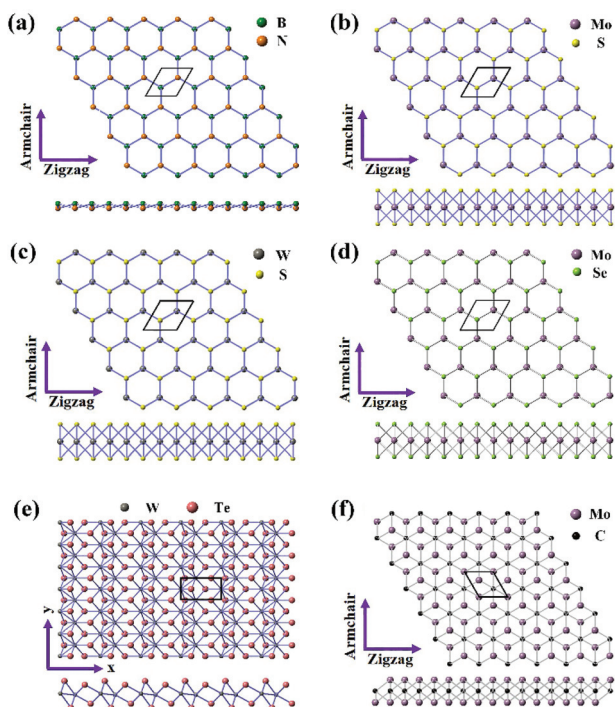 (a)
B
N
Armchair
Zigzag
(b)
Mo
S
Armchair
Zigzag
(c)
W
S
Armchair
Zigzag
(d)
Mo
Se
Armchair
Zigzag
(e)
W
Te
y
x
(f)
Mo
C
Armchair
Zigzag